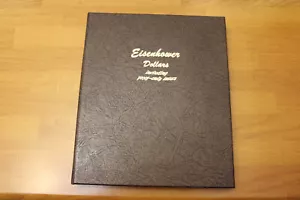 Eisenhower
Dollars
including
proof-only issues